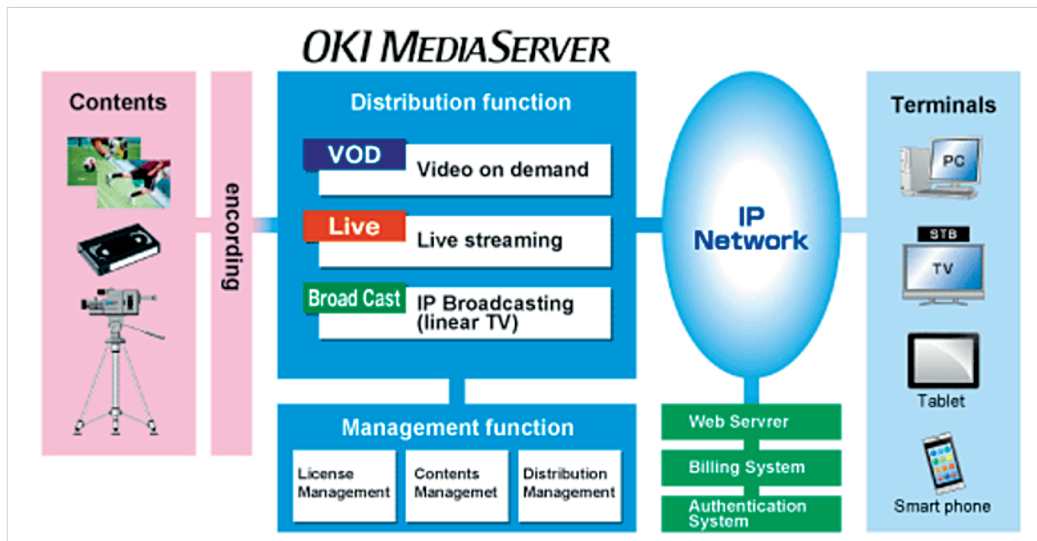 OKI MEDIASERVER
Contents
encording
Distribution function
VOD
Video on demand
Live
Live streaming
Broad Cast
IP Broadcasting
(linear TV)
Management function
License
Management
Contents
Managemet
Distribution
Management
IP
Network
Web Servrer
Billing System
Authentication
System
Terminals
PC
STB
TV
Tablet
Smart phone